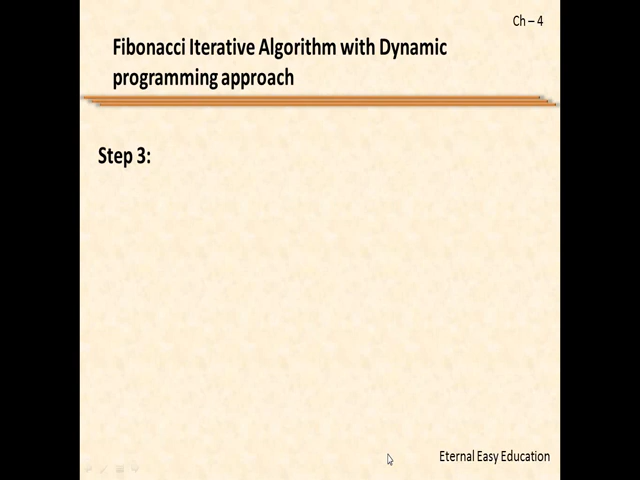 Ch – 4
Fibonacci Iterative Algorithm with Dynamic
programming approach
Step 3:
Eternal Easy Education